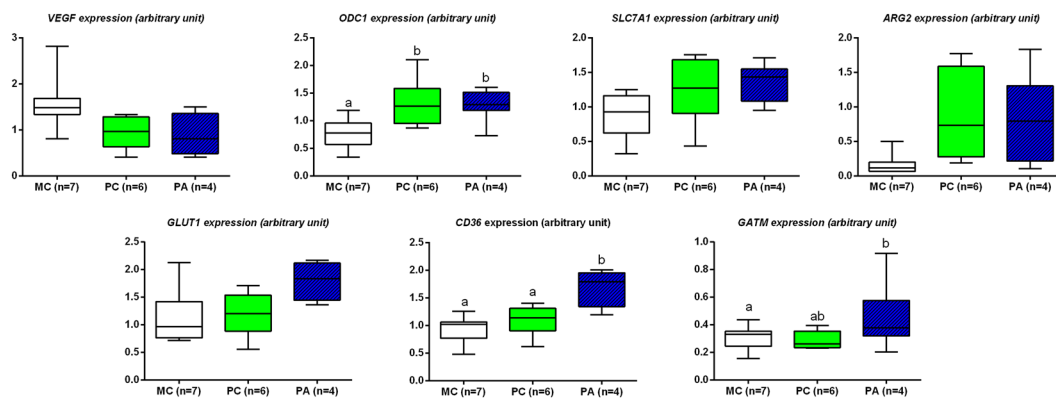 VEGF expression (arbitrary unit)
3
2
1
0
MC (n=7) PC (n=6) PA (n=4)
ODC1 expression (arbitrary unit)
2.5
2.0
1.5
1.0
0.5
0.0
a
b
b
MC (n=7) PC (n=6) PA (n=4)
SLC7A1 expression (arbitrary unit)
2.0
1.5
1.0
0.5
0.0
MC (n=7) PC (n=6) PA (n=4)
ARG2 expression (arbitrary unit)
2.0
1.5
1.0
0.5
0.0
MC (n=7) PC (n=6) PA (n=4)
GLUT1 expression (arbitrary unit)
2.5
2.0
1.5
1.0
0.5
0.0
MC (n=7) PC (n=6) PA (n=4)
CD36 expression (arbitrary unit)
2.5
2.0
1.5
1.0
0.5
0.0
a
a
b
MC (n=7) PC (n=6) PA (n=4)
GATM expression (arbitrary unit)
1.0
0.8
0.6
0.4
0.2
0.0
a
ab
b
MC (n=7) PC (n=6) PA (n=4)